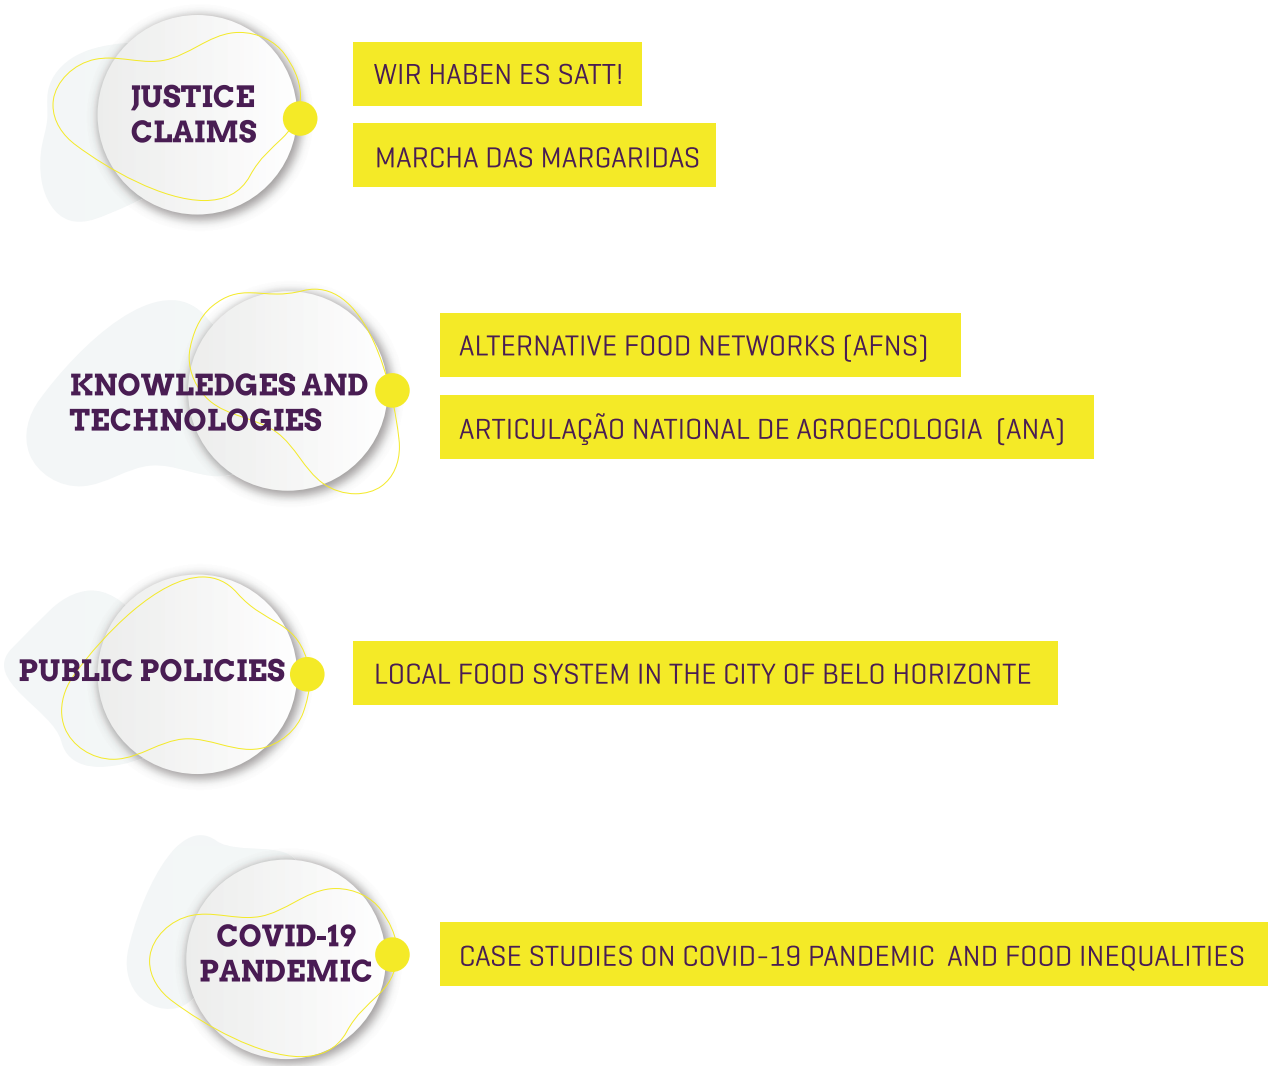 JUSTICE
CLAIMS
WIR HABEN ES SATT!
MARCHA DAS MARGARIDAS
KNOWLEDGES AND
TECHNOLOGIES
ALTERNATIVE FOOD NETWORKS (AFNS)
ARTICULAÇÃO NATIONAL DE AGROECOLOGIA (ANA)
PUBLIC POLICIES
LOCAL FOOD SYSTEM IN THE CITY OF BELO HORIZONTE
COVID-19
PANDEMIC
CASE STUDIES ON COVID-19 PANDEMIC AND FOOD INEQUALITIES